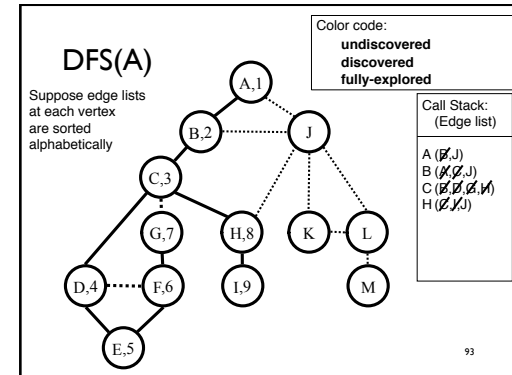 DFS(A)
Suppose edge lists
at each vertex
are sorted
alphabetically
Color code:
undiscovered
discovered
fully-explored
Call Stack:
(Edge list)
A (B,J)
B (A,C,J)
C (B,D,G,H)
H (C,I,J)
A,1
B,2
J
C,3
G,7
H,8
K
L
D,4
F,6
I,9
M
E,5
93